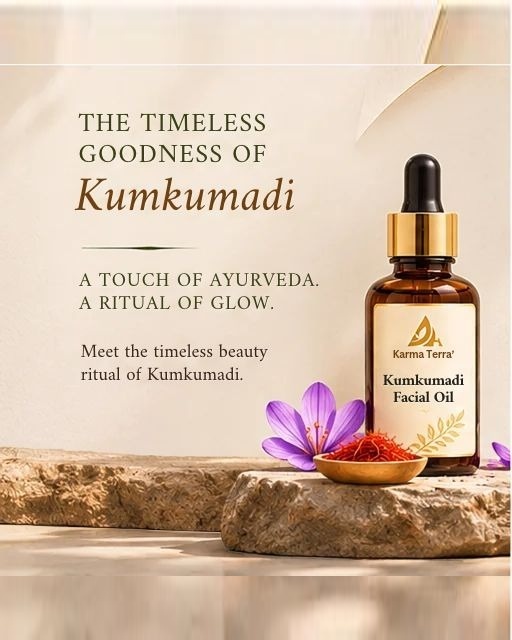 THE TIMELESS
GOODNESS OF
Kumkumadi
A TOUCH OF AYURVEDA.
A RITUAL OF GLOW.
Meet the timeless beauty
ritual of Kumkumadi.
Karma Terra
Kumkumadi
Facial Oil